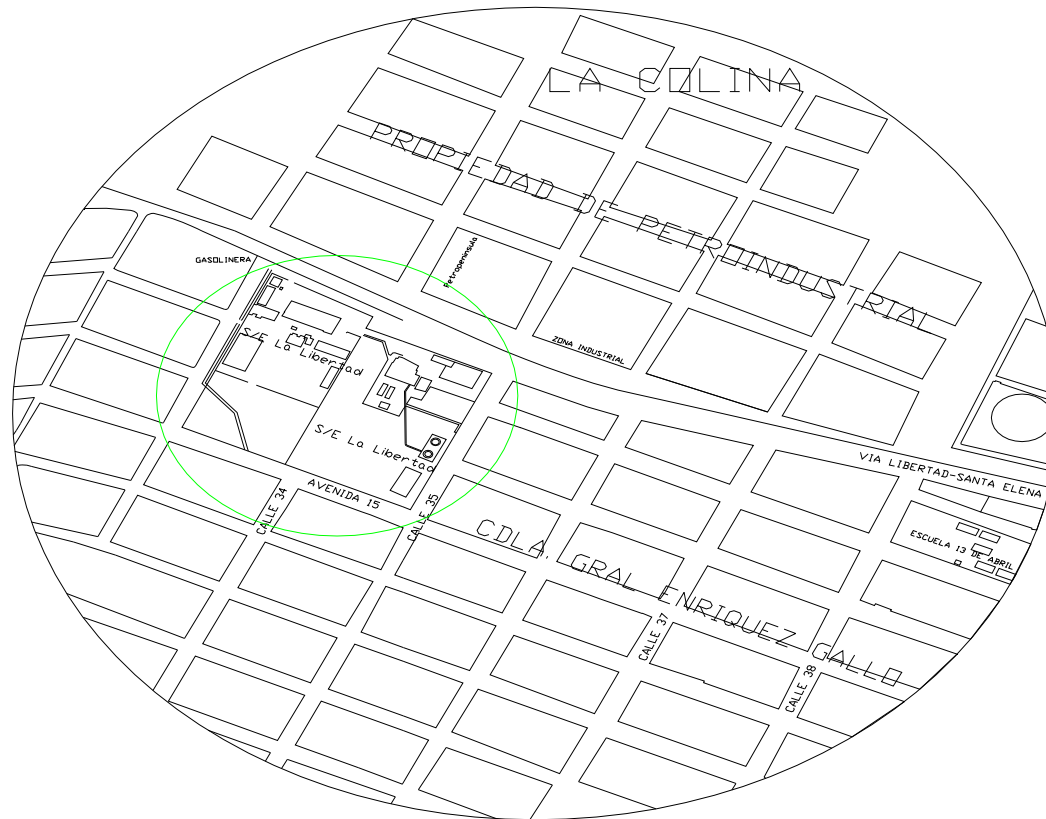 LA COLINA
PROPIEDAD DE PETROINDUSTRIAL
Petropeninsula
GASOLINERA
S/E La Libertad
ZONA INDUSTRIAL
S/E La Libertad
VIA LIBERTAD-SANTA ELENA
AVENIDA 15
CALLE 34
CALLE 35
CDLA. GRAL ENRIQUEZ GALLO
ESCUELA 13 DE ABRIL
CALLE 37
CALLE 38